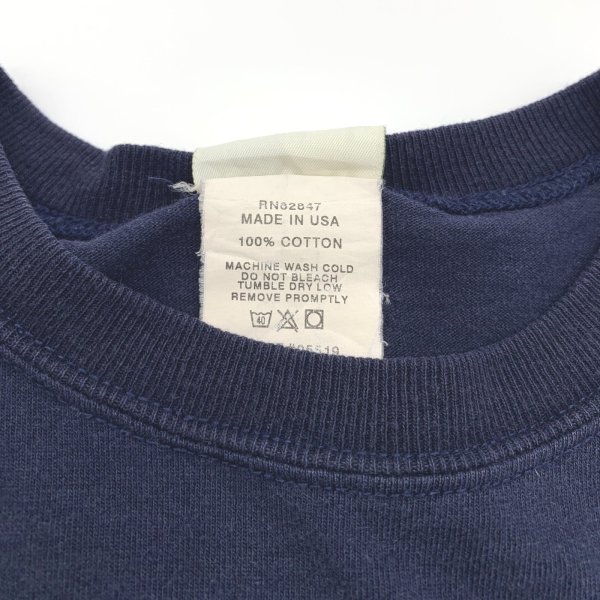 RN82847
MADE IN USA
100% COTTON
MACHINE WASH COLD
DO NOT BLEACH
TUMBLE DRY LOW
REMOVE PROMPTLY
40